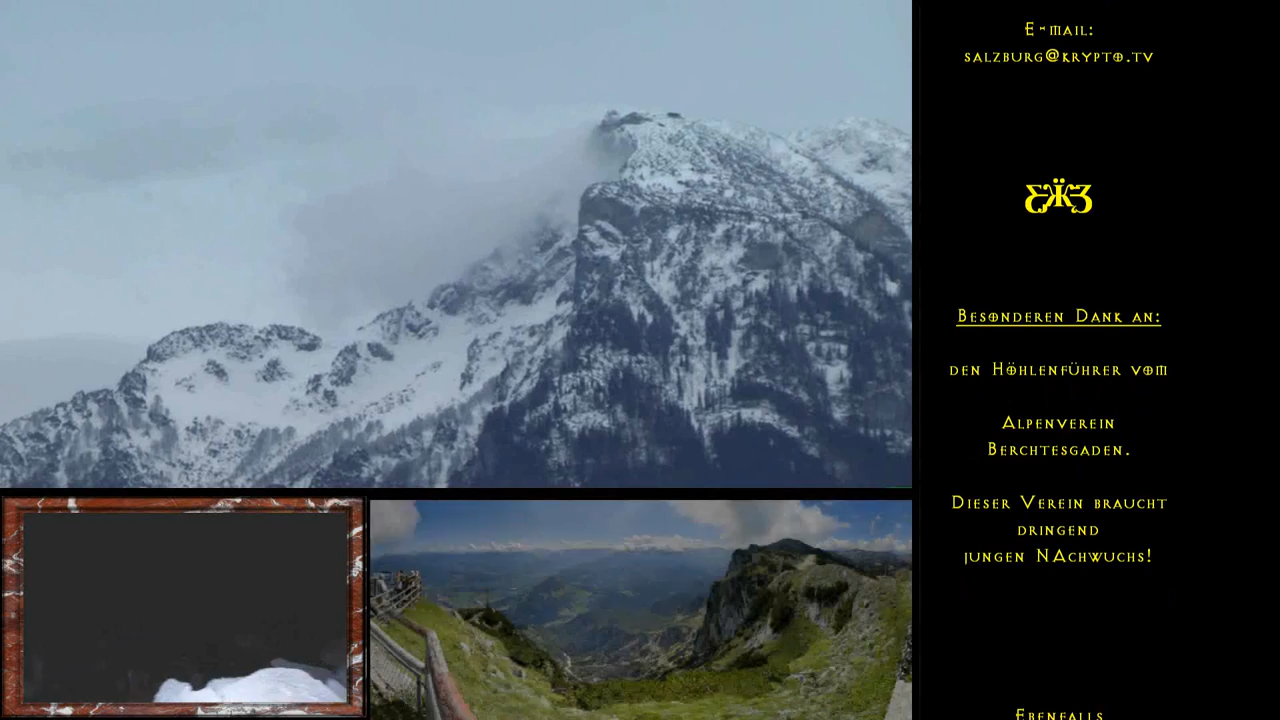 E-mail:
salzburg@krypto.tv
Besonderen Dank an:
den Höhlenführer vom
Alpenverein
Berchtesgaden.
Dieser Verein braucht
dringend
jungen NAchwuchs!
Ebenfalls